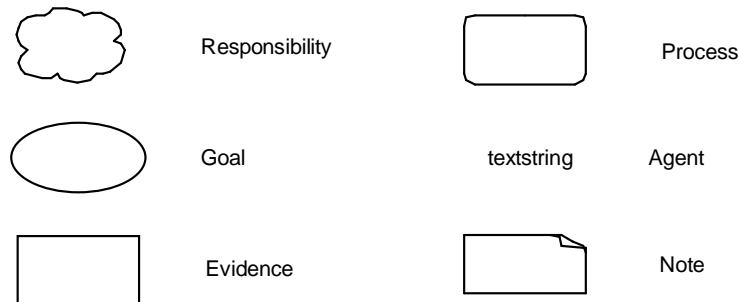 Responsibility
Process
Goal
textstring
Agent
Evidence
Note